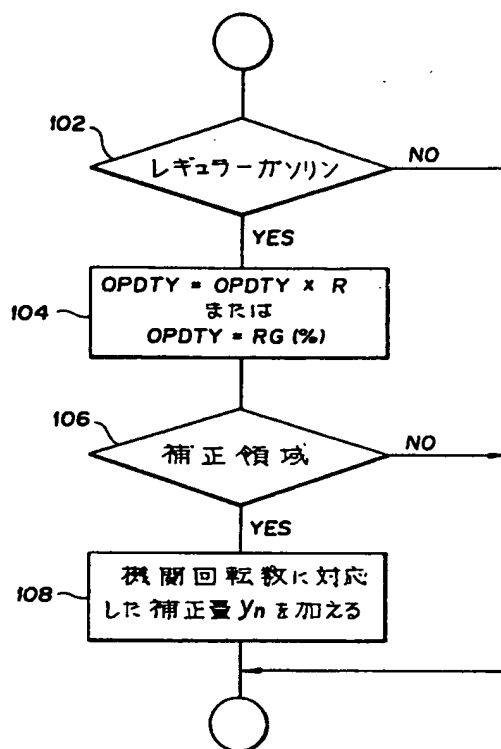 102
レギュラーガソリン
NO
YES
104
OPDTY = OPDTY × R
または
OPDTY = RG (%)
106
補正領域
NO
YES
108
機関回転数に対応
した補正量 yn を加える